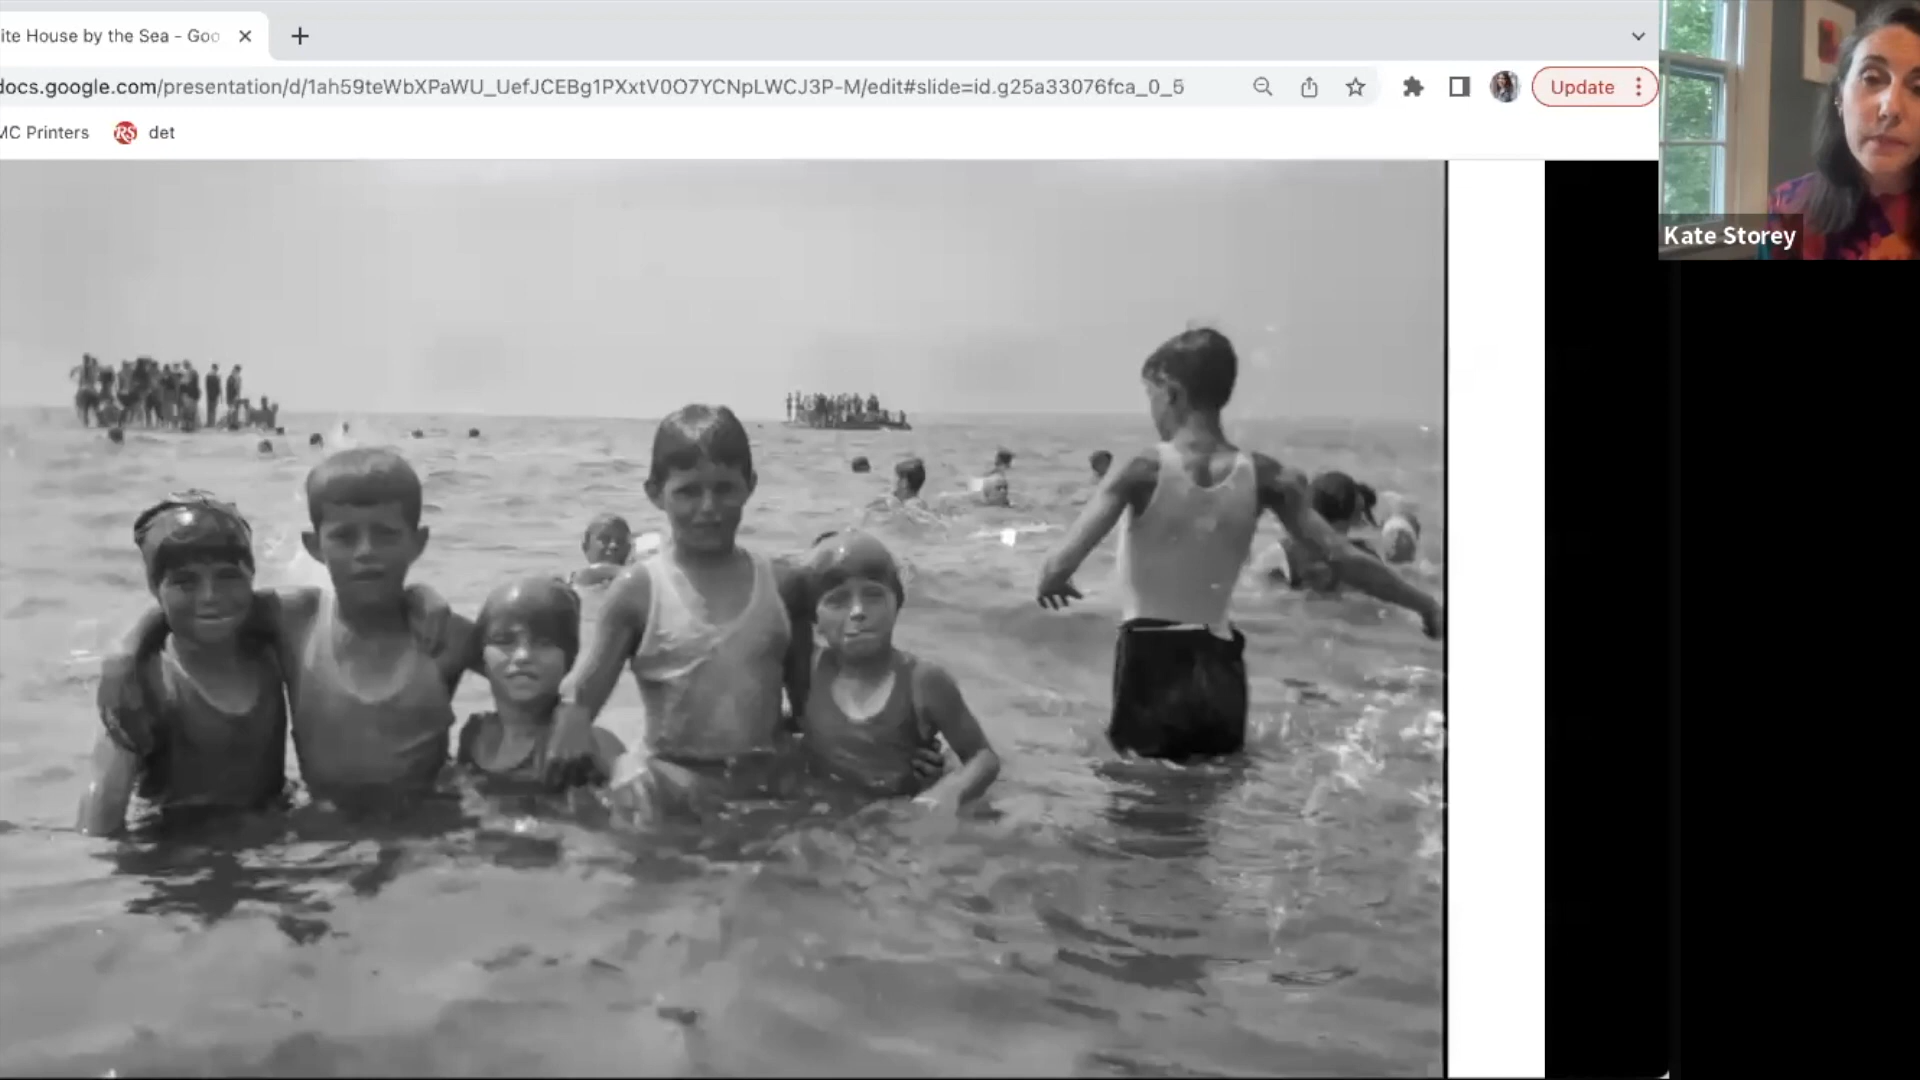 ite House by the Sea - Goo
docs.google.com/presentation/d/1ah59teWbXPaWU_UefJCEBg1PXxtV0O7YCNpLWCJ3P-M/edit#slide=id.g25a33076fca_0_5
Update
MC Printers
RS
det
Kate Storey